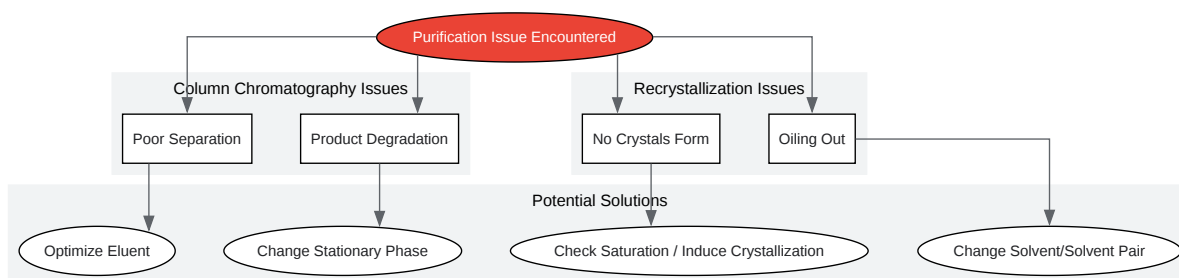 Purification Issue Encountered
Column Chromatography Issues
Recrystallization Issues
Poor Separation
Product Degradation
No Crystals Form
Oiling Out
Potential Solutions
Optimize Eluent
Change Stationary Phase
Check Saturation / Induce Crystallization
Change Solvent/Solvent Pair